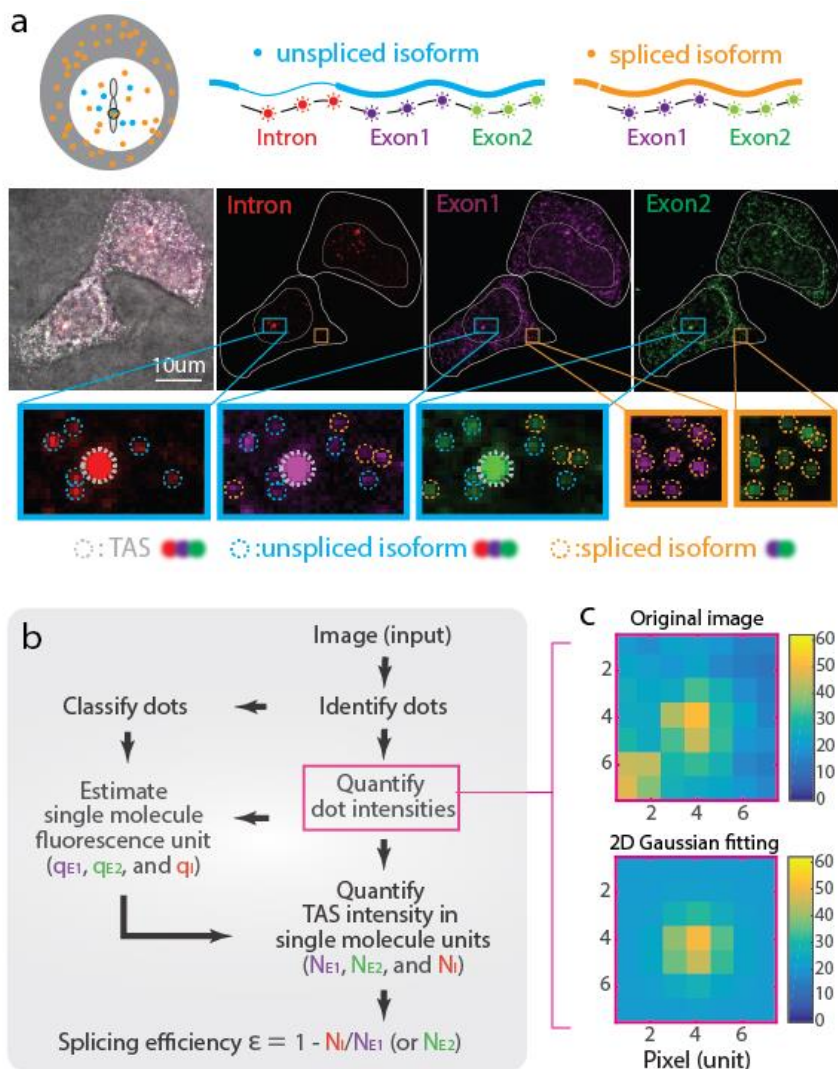 a
unspliced isoform
spliced isoform
Intron
Exon1
Exon2
Exon1
Exon2
Intron
Exon1
Exon2
10um
: TAS
:unspliced isoform
:spliced isoform
b
Image (input)
Classify dots
Identify dots
Estimate
single molecule
fluorescence unit
(qE1, qE2, and qI)
Quantify
dot intensities
Quantify
TAS intensity in
single molecule units
(NE1, NE2, and NI)
Splicing efficiency ε = 1 - NI/NE1 (or NE2)
c
Original image
2
4
6
2 4 6
60
50
40
30
20
10
0
2D Gaussian fitting
2
4
6
2 4 6
60
50
40
30
20
10
0
Pixel (unit)